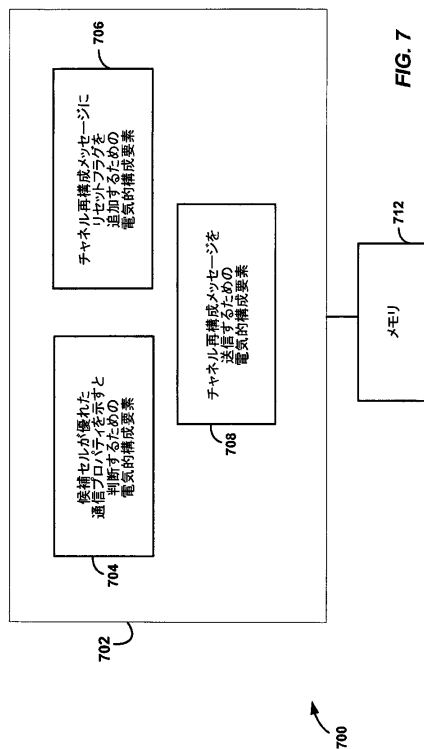 700
702
704
候補セルが優れた
通信プロパティを示すと
判断するための
電気的構成要素
706
チャネル再構成メッセージに
リセットフラグを
追加するための
電気的構成要素
708
チャネル再構成メッセージを
送信するための
電気的構成要素
712
メモリ
FIG. 7